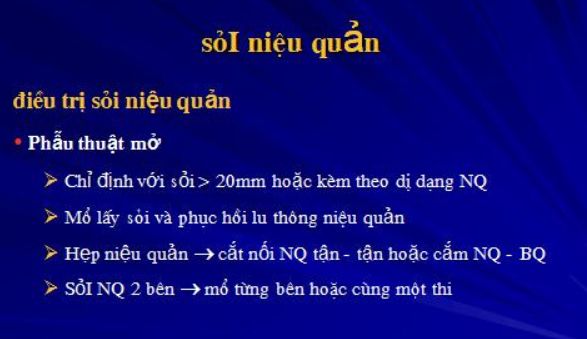 sỏI niệu quản
điều trị sỏi niệu quản
• Phẫu thuật mở
➢ Chỉ định với sỏi > 20mm hoặc kèm theo dị dạng NQ
➢ Mổ lấy sỏi và phục hồi lu thông niệu quản
➢ Hẹp niệu quản → cắt nối NQ tận - tận hoặc cắm NQ - BQ
➢ SỏI NQ 2 bên → mổ từng bên hoặc cùng một thi